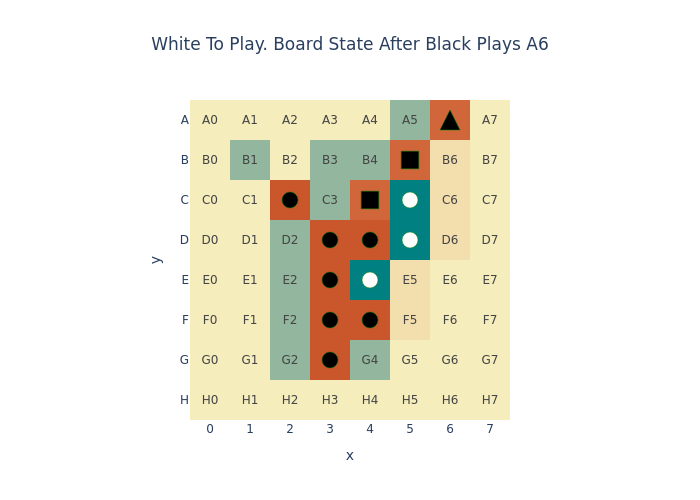 White To Play. Board State After Black Plays A6
A A0 A1 A2 A3 A4 A5 A7
B B0 B1 B2 B3 B4 B6 B7
C C0 C1 C3 C6 C7
D D0 D1 D2 D6 D7
y
E E0 E1 E2 E5 E6 E7
F F0 F1 F2 F5 F6 F7
G G0 G1 G2 G4 G5 G6 G7
H H0 H1 H2 H3 H4 H5 H6 H7
0 1 2 3 4 5 6 7
x